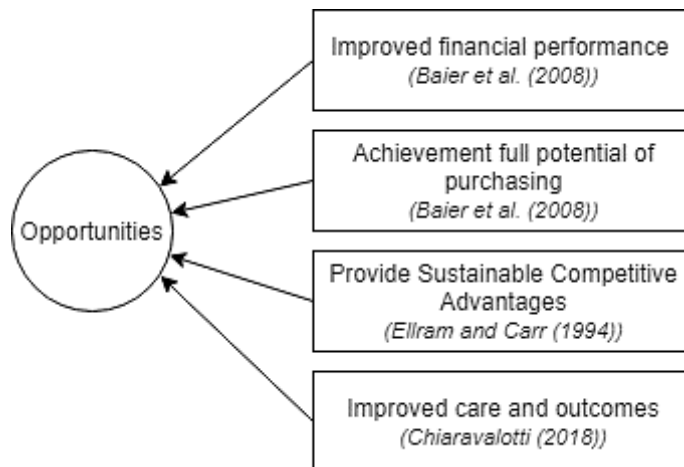 Improved financial performance
(Baier et al. (2008))
Achievement full potential of
purchasing
(Baier et al. (2008))
Opportunities
Provide Sustainable Competitive
Advantages
(Ellram and Carr (1994))
Improved care and outcomes
(Chiaravalotti (2018))